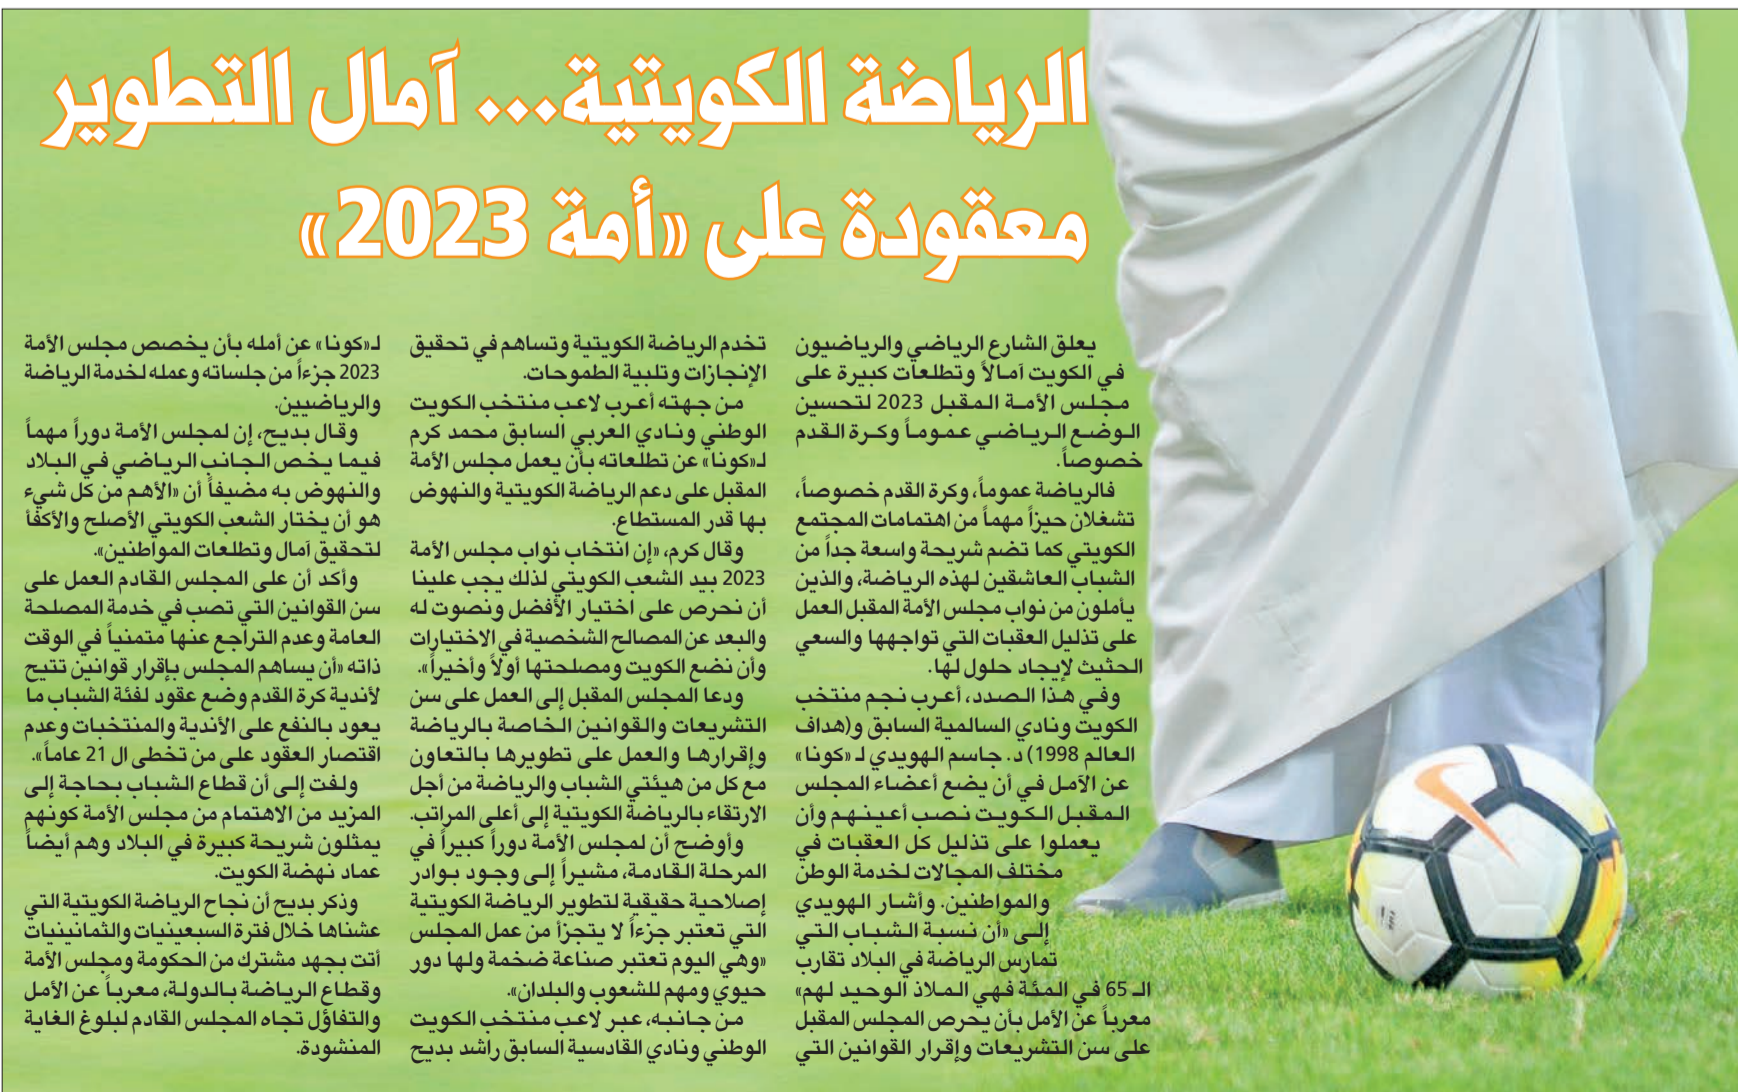 الرياضة الكويتية... آمال التطوير
معقودة على «أمة 2023»
يعلق الشارع الرياضي والرياضيون
في الكويت آمالاً وتطلعات كبيرة على
مجلس الأمة المقبل 2023 لتحسين
الوضع الرياضي عموماً وكرة القدم
خصوصاً.
فالرياضة عموماً، وكرة القدم خصوصاً،
تشغلان حيزاً مهماً من اهتمامات المجتمع
الكويتي كما تضم شريحة واسعة جداً من
الشباب العاشقين لهذه الرياضة، والذين
يأملون من نواب مجلس الأمة المقبل العمل
على تذليل العقبات التي تواجهها والسعي
الحثيث لإيجاد حلول لها.
وفي هذا الصدد، أعرب نجم منتخب
الكويت ونادي السالمية السابق و(هداف
العالم 1998) د. جاسم الهويدي لـ «كونا»
عن الأمل في أن يضع أعضاء المجلس
المقبل الكويت نصب أعينهم وأن
يعملوا على تذليل كل العقبات في
مختلف المجالات لخدمة الوطن
والمواطنين. وأشار الهويدي
إلى «أن نسبة الشباب التي
تمارس الرياضة في البلاد تقارب
الـ 65 في المئة فهي الملاذ الوحيد لهم»
معرباً عن الأمل بأن يحرص المجلس المقبل
على سن التشريعات وإقرار القوانين التي
تخدم الرياضة الكويتية وتساهم في تحقيق
الإنجازات وتلبية الطموحات.
من جهته أعرب لاعب منتخب الكويت
الوطني ونادي العربي السابق محمد كرم
لـ«كونا» عن تطلعاته بأن يعمل مجلس الأمة
المقبل على دعم الرياضة الكويتية والنهوض
بها قدر المستطاع.
وقال كرم، «إن انتخاب نواب مجلس الأمة
2023 بيد الشعب الكويتي لذلك يجب علينا
أن نحرص على اختيار الأفضل ونصوت له
والبعد عن المصالح الشخصية في الاختيارات
وأن نضع الكويت ومصلحتها أولاً وأخيراً».
ودعا المجلس المقبل إلى العمل على سن
التشريعات والقوانين الخاصة بالرياضة
وإقرارها والعمل على تطويرها بالتعاون
مع كل من هيئتي الشباب والرياضة من أجل
الارتقاء بالرياضة الكويتية إلى أعلى المراتب.
وأوضح أن لمجلس الأمة دوراً كبيراً في
المرحلة القادمة، مشيراً إلى وجود بوادر
إصلاحية حقيقية لتطوير الرياضة الكويتية
التي تعتبر جزءاً لا يتجزأ من عمل المجلس
«وهي اليوم تعتبر صناعة ضخمة ولها دور
حيوي ومهم للشعوب والبلدان».
من جانبه، عبر لاعب منتخب الكويت
الوطني ونادي القادسية السابق راشد بديح
لـ«كونا» عن أمله بأن يخصص مجلس الأمة
2023 جزءاً من جلساته وعمله لخدمة الرياضة
والرياضيين.
وقال بديح، إن لمجلس الأمة دوراً مهماً
فيما يخص الجانب الرياضي في البلاد
والنهوض به مضيفاً أن «الأهم من كل شيء
هو أن يختار الشعب الكويتي الأصلح والأكفأ
لتحقيق آمال وتطلعات المواطنين».
وأكد أن على المجلس القادم العمل على
سن القوانين التي تصب في خدمة المصلحة
العامة وعدم التراجع عنها متمنياً في الوقت
ذاته «أن يساهم المجلس بإقرار قوانين تتيح
لأندية كرة القدم وضع عقود لفئة الشباب ما
يعود بالنفع على الأندية والمنتخبات وعدم
اقتصار العقود على من تخطى ال 21 عاماً».
ولفت إلى أن قطاع الشباب بحاجة إلى
المزيد من الاهتمام من مجلس الأمة كونهم
يمثلون شريحة كبيرة في البلاد وهم أيضاً
عماد نهضة الكويت.
وذكر بديح أن نجاح الرياضة الكويتية التي
عشناها خلال فترة السبعينيات والثمانينيات
أتت بجهد مشترك من الحكومة ومجلس الأمة
وقطاع الرياضة بالدولة، معرباً عن الأمل
والتفاؤل تجاه المجلس القادم لبلوغ الغاية
المنشودة.